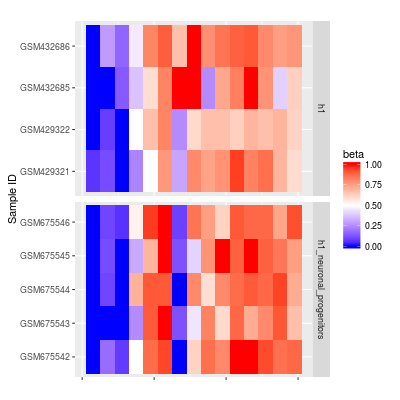 GSM432686
GSM432685
GSM429322
GSM429321
h1
GSM675546
GSM675545
GSM675544
GSM675543
GSM675542
h1_neuronal_progenitors
Sample ID
beta
1.00
0.75
0.50
0.25
0.00